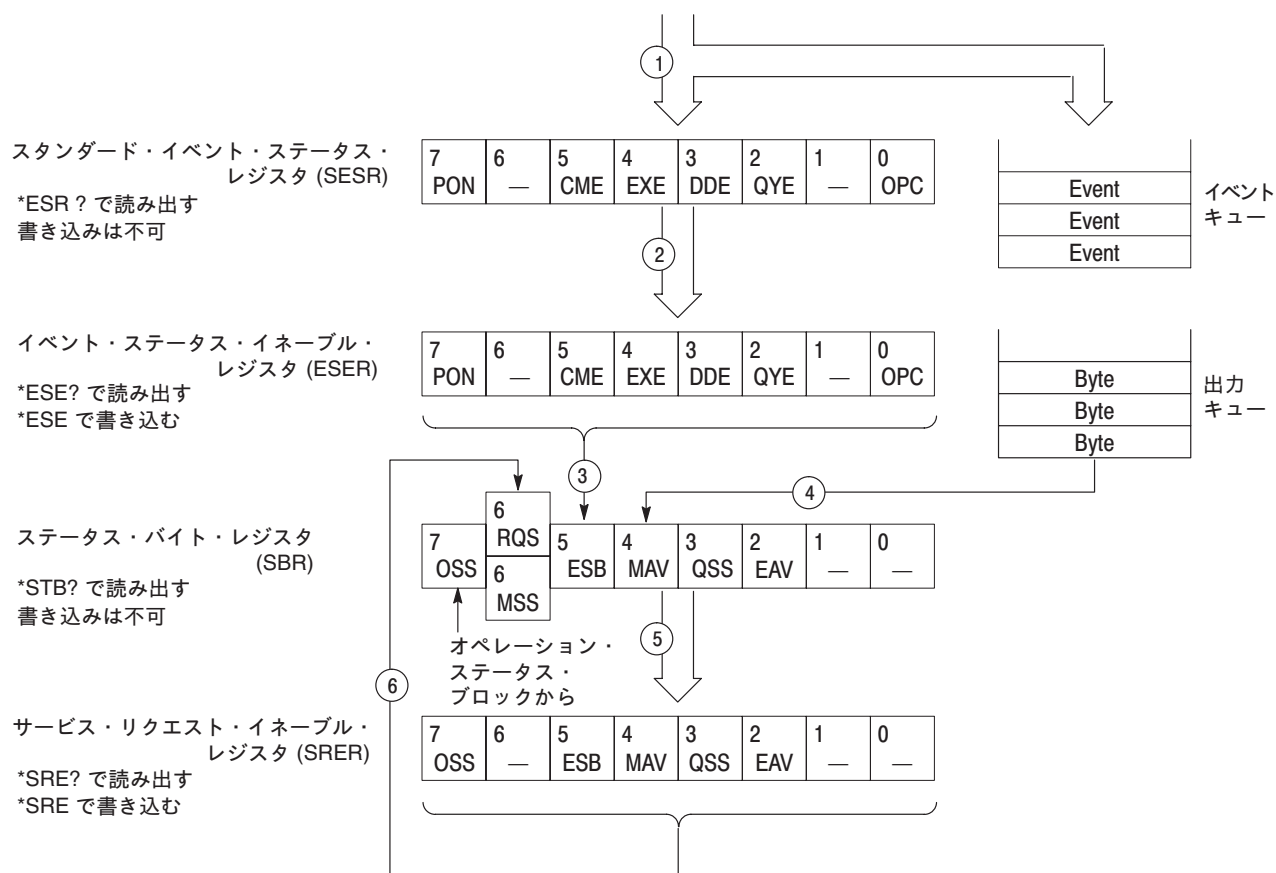 1
スタンダード・イベント・ステータス・
レジスタ (SESR)
*ESR ? で読み出す
書き込みは不可
7 6 5 4 3 2 1 0
PON — CME EXE DDE QYE — OPC
Event
Event
Event
イベント
キュー
2
イベント・ステータス・イネーブル・
レジスタ (ESER)
*ESE? で読み出す
*ESE で書き込む
7 6 5 4 3 2 1 0
PON — CME EXE DDE QYE — OPC
Byte
Byte
Byte
出力
キュー
3
4
ステータス・バイト・レジスタ
(SBR)
*STB? で読み出す
書き込みは不可
6
RQS
7 5 4 3 2 1 0
OSS ESB MAV QSS EAV — —
6
MSS
オペレーション・
ステータス・
ブロックから
5
6
サービス・リクエスト・イネーブル・
レジスタ (SRER)
*SRE? で読み出す
*SRE で書き込む
7 6 5 4 3 2 1 0
OSS — ESB MAV QSS EAV — —